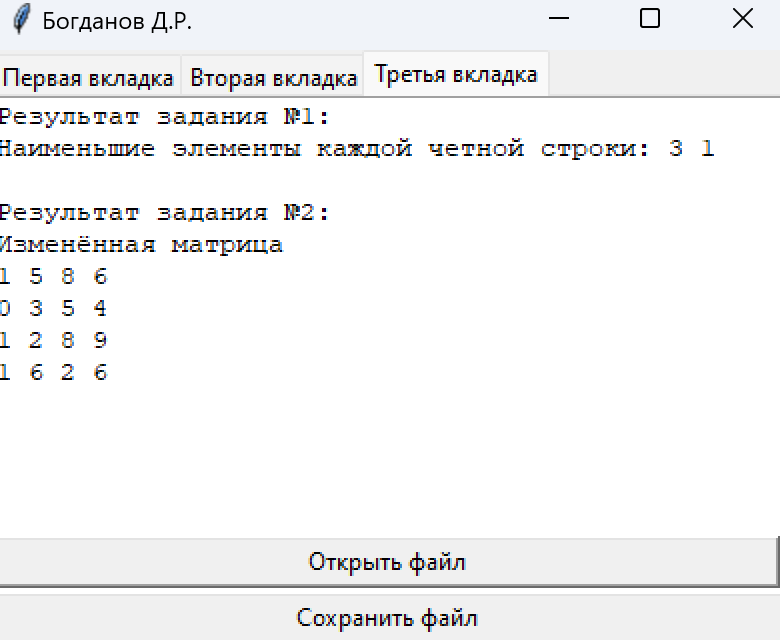 Богданов Д.Р.
Первая вкладка Вторая вкладка Третья вкладка
Результат задания №1:
Наименьшие элементы каждой четной строки: 3 1
Результат задания №2:
Изменённая матрица
1 5 8 6
0 3 5 4
1 2 8 9
1 6 2 6
Открыть файл
Сохранить файл